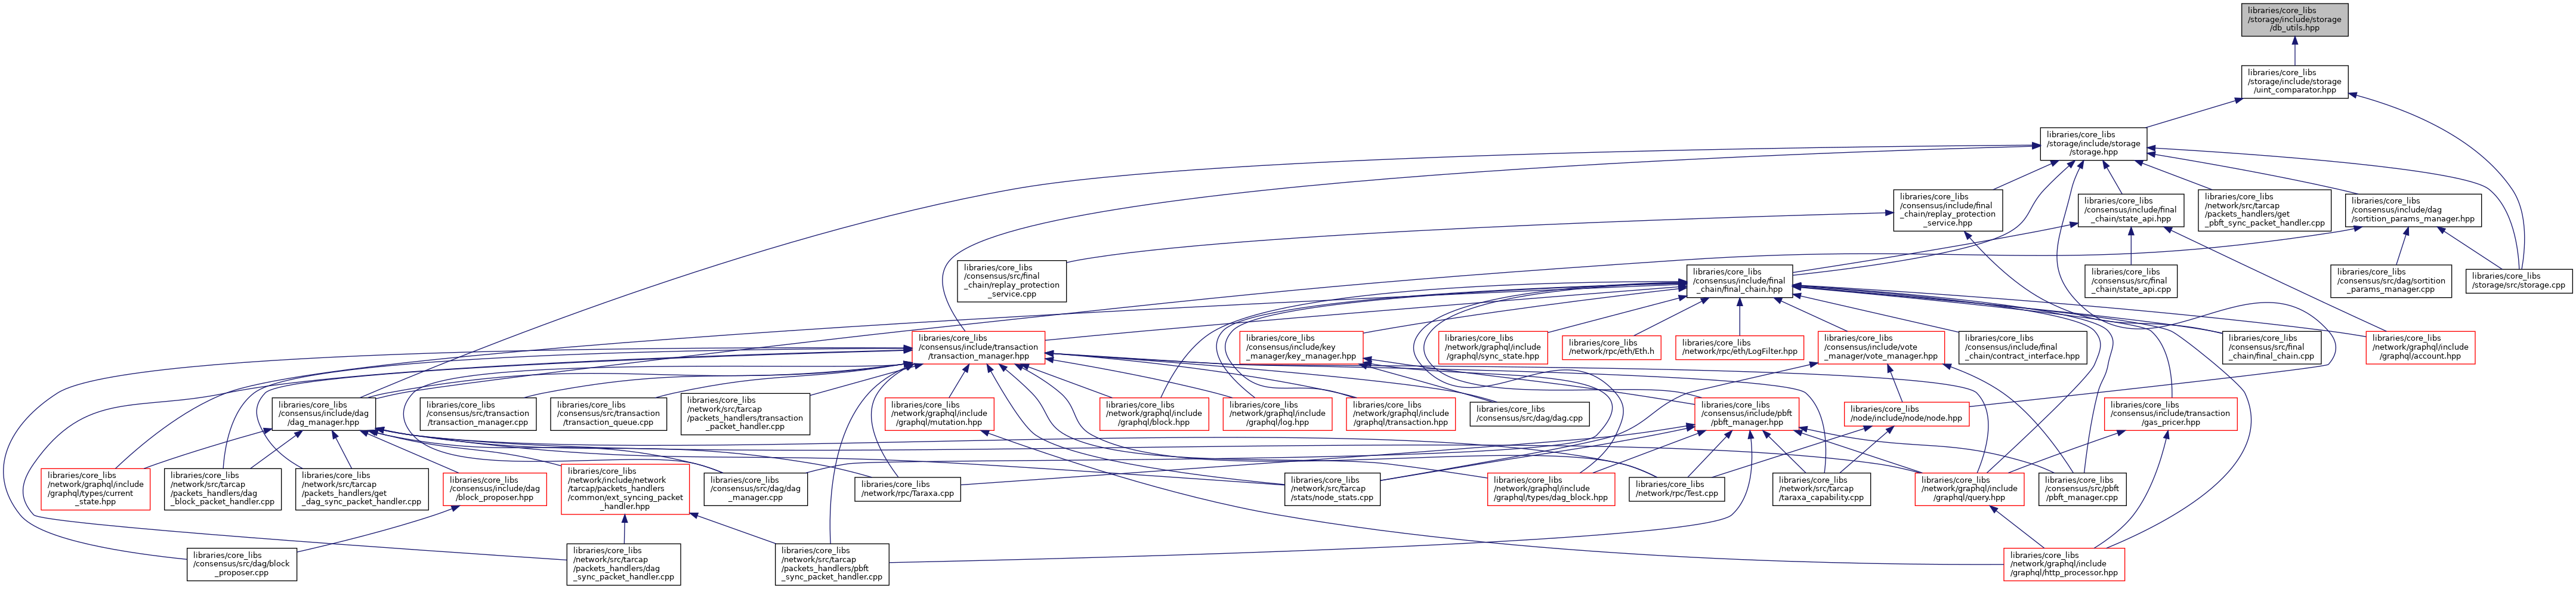 libraries/core_libs
/storage/include/storage
/db_utils.hpp
libraries/core_libs
/storage/include/storage
/uint_comparator.hpp
libraries/core_libs
/storage/include/storage
/storage.hpp
libraries/core_libs
/consensus/include/final
_chain/replay_protection
_service.hpp
libraries/core_libs
/consensus/include/final
_chain/state_api.hpp
libraries/core_libs
/network/src/tarcap
/packets_handlers/get
_pbft_sync_packet_handler.cpp
libraries/core_libs
/consensus/include/dag
/sortition_params_manager.hpp
libraries/core_libs
/consensus/src/final
_chain/replay_protection
_service.cpp
libraries/core_libs
/consensus/include/final
_chain/final_chain.hpp
libraries/core_libs
/consensus/src/final
_chain/state_api.cpp
libraries/core_libs
/consensus/src/dag/sortition
_params_manager.cpp
libraries/core_libs
/storage/src/storage.cpp
libraries/core_libs
/consensus/include/transaction
/transaction_manager.hpp
libraries/core_libs
/consensus/include/key
_manager/key_manager.hpp
libraries/core_libs
/network/graphql/include
/graphql/sync_state.hpp
libraries/core_libs
/network/rpc/eth/Eth.h
libraries/core_libs
/network/rpc/eth/LogFilter.hpp
libraries/core_libs
/consensus/include/vote
_manager/vote_manager.hpp
libraries/core_libs
/consensus/include/final
_chain/contract_interface.hpp
libraries/core_libs
/consensus/src/final
_chain/final_chain.cpp
libraries/core_libs
/network/graphql/include
/graphql/account.hpp
libraries/core_libs
/consensus/include/dag
/dag_manager.hpp
libraries/core_libs
/consensus/src/transaction
/transaction_manager.cpp
libraries/core_libs
/consensus/src/transaction
/transaction_queue.cpp
libraries/core_libs
/network/src/tarcap
/packets_handlers/transaction
_packet_handler.cpp
libraries/core_libs
/network/graphql/include
/graphql/mutation.hpp
libraries/core_libs
/network/graphql/include
/graphql/block.hpp
libraries/core_libs
/network/graphql/include
/graphql/log.hpp
libraries/core_libs
/network/graphql/include
/graphql/transaction.hpp
libraries/core_libs
/consensus/src/dag/dag.cpp
libraries/core_libs
/consensus/include/pbft
/pbft_manager.hpp
libraries/core_libs
/node/include/node/node.hpp
libraries/core_libs
/consensus/include/transaction
/gas_pricer.hpp
libraries/core_libs
/network/graphql/include
/graphql/types/current
_state.hpp
libraries/core_libs
/network/src/tarcap
/packets_handlers/dag
_block_packet_handler.cpp
libraries/core_libs
/network/src/tarcap
/packets_handlers/get
_dag_sync_packet_handler.cpp
libraries/core_libs
/consensus/include/dag
/block_proposer.hpp
libraries/core_libs
/network/include/network
/tarcap/packets_handlers
/common/ext_syncing_packet
_handler.hpp
libraries/core_libs
/consensus/src/dag/dag
_manager.cpp
libraries/core_libs
/network/rpc/Taraxa.cpp
libraries/core_libs
/network/src/tarcap
/stats/node_stats.cpp
libraries/core_libs
/network/graphql/include
/graphql/types/dag_block.hpp
libraries/core_libs
/network/rpc/Test.cpp
libraries/core_libs
/network/src/tarcap
/taraxa_capability.cpp
libraries/core_libs
/network/graphql/include
/graphql/query.hpp
libraries/core_libs
/consensus/src/pbft
/pbft_manager.cpp
libraries/core_libs
/consensus/src/dag/block
_proposer.cpp
libraries/core_libs
/network/src/tarcap
/packets_handlers/dag
_sync_packet_handler.cpp
libraries/core_libs
/network/src/tarcap
/packets_handlers/pbft
_sync_packet_handler.cpp
libraries/core_libs
/network/graphql/include
/graphql/http_processor.hpp